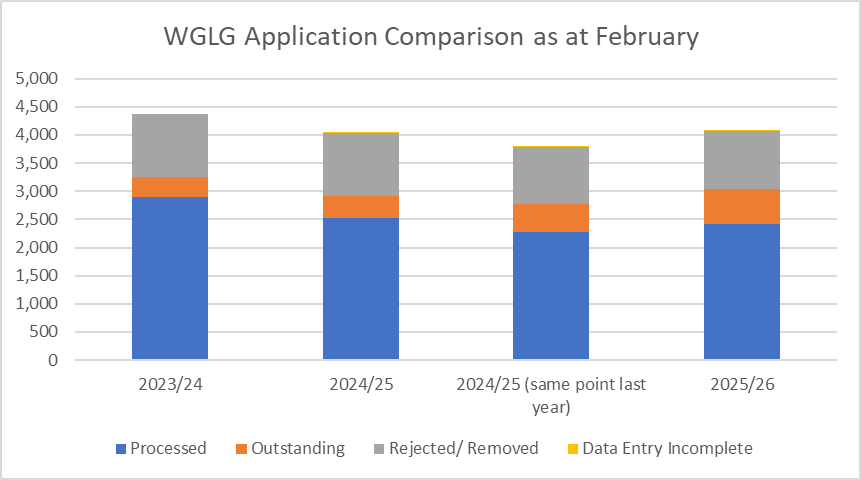 WGLG Application Comparison as at February
5,000
4,500
4,000
3,500
3,000
2,500
2,000
1,500
1,000
500
0
2023/24
2024/25
2024/25 (same point last
year)
2025/26
Processed
Outstanding
Rejected/ Removed
Data Entry Incomplete